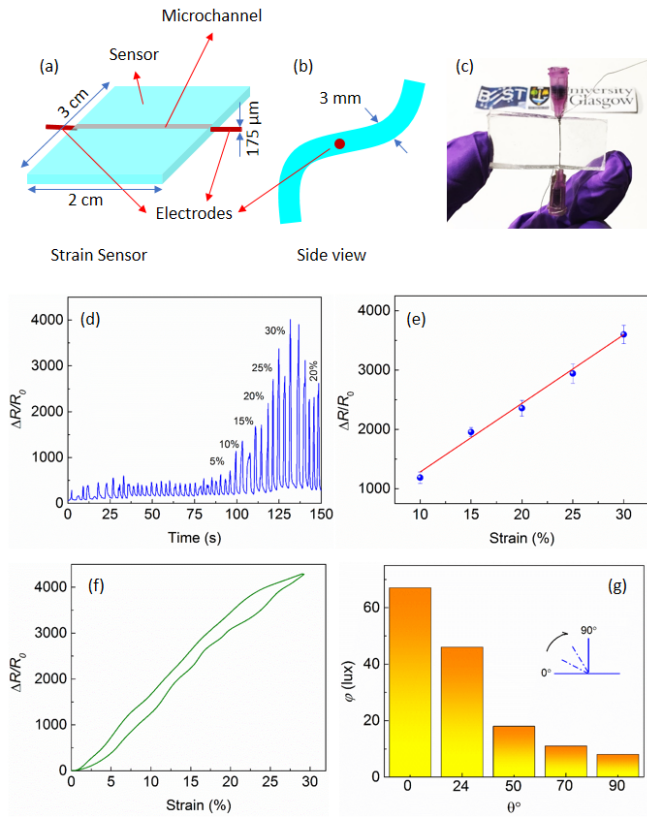 Microchannel
Sensor
(a)
(b)
(c)
3 cm
175 µm
2 cm
3 mm
Electrodes
BEST
University
of Glasgow
Strain Sensor
Side view
(d)
4000
3000
2000
1000
0
ΔR/R0
5%
10%
15%
20%
25%
30%
20%
0 25 50 75 100 125 150
Time (s)
(e)
4000
3000
2000
1000
ΔR/R0
10 15 20 25 30
Strain (%)
(f)
4000
3000
2000
1000
0
ΔR/R0
0 5 10 15 20 25 30
Strain (%)
(g)
60
40
20
0
φ (lux)
90°
0°
0 24 50 70 90
θ°